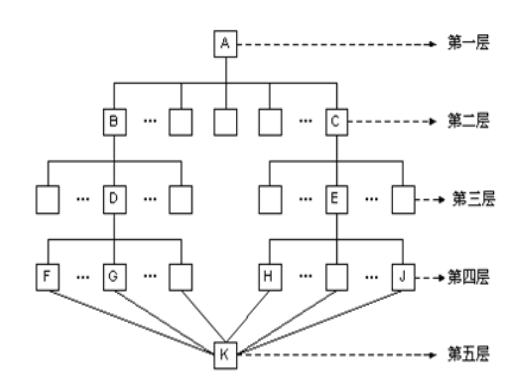 A 第一层
B … … C 第二层
… D … … E … 第三层
F … G … H … … J 第四层
K 第五层